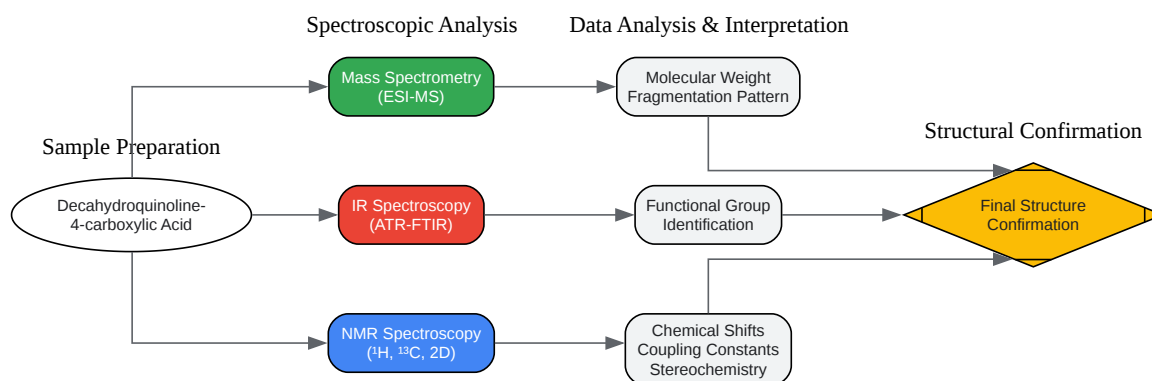 Spectroscopic Analysis
Data Analysis & Interpretation
Mass Spectrometry
(ESI-MS)
Molecular Weight
Fragmentation Pattern
Sample Preparation
Structural Confirmation
Decahydroquinoline-
4-carboxylic Acid
IR Spectroscopy
(ATR-FTIR)
Functional Group
Identification
Final Structure
Confirmation
NMR Spectroscopy
(¹H, ¹³C, 2D)
Chemical Shifts
Coupling Constants
Stereochemistry